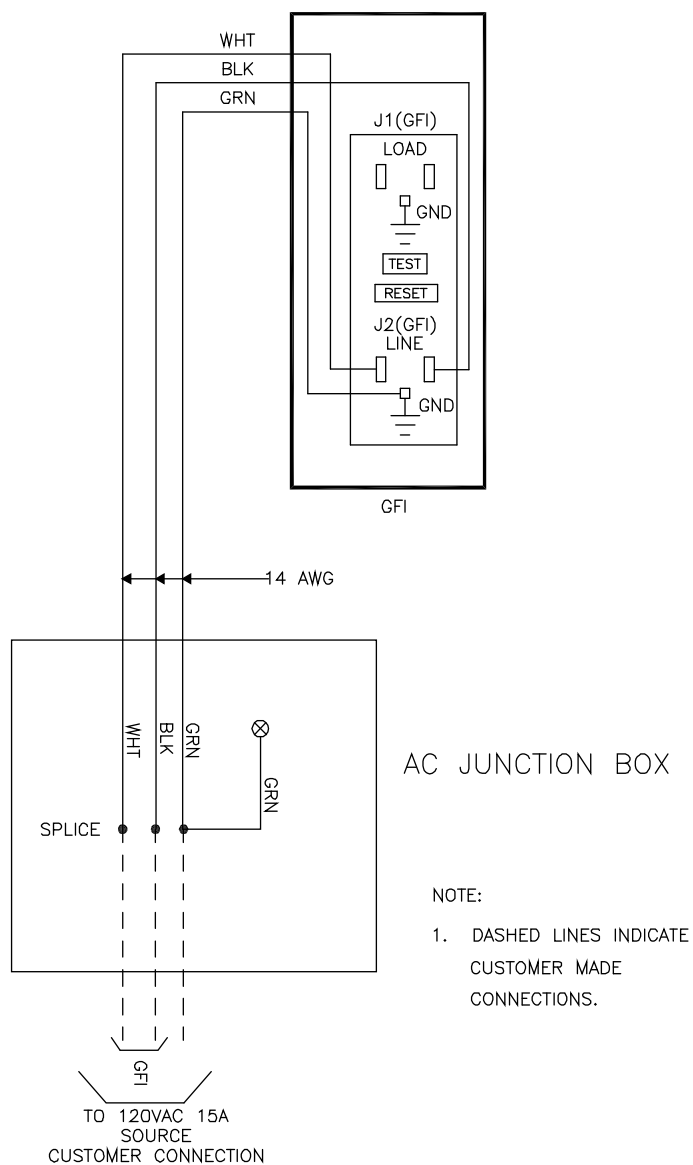 WHT
BLK
GRN
J1(GFI)
LOAD
GND
TEST
RESET
J2(GFI)
LINE
GND
GFI
14 AWG
WHT
BLK
GRN
GRN
AC JUNCTION BOX
SPLICE
NOTE:
1. DASHED LINES INDICATE
CUSTOMER MADE
CONNECTIONS.
GFI
TO 120VAC 15A
SOURCE
CUSTOMER CONNECTION